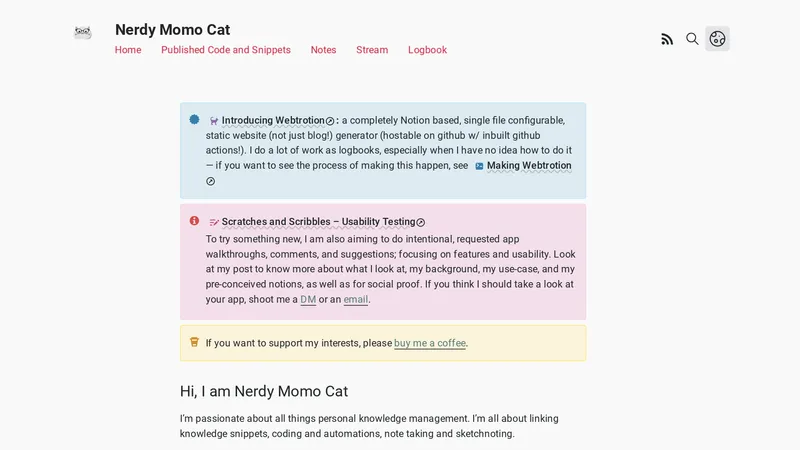 Nerdy Momo Cat
Home Published Code and Snippets Notes Stream Logbook
Introducing Webtrotion: a completely Notion based, single file configurable,
static website (not just blog!) generator (hostable on github w/ inbuilt github
actions!). I do a lot of work as logbooks, especially when I have no idea how to do it
— if you want to see the process of making this happen, see Making Webtrotion
Scratches and Scribbles – Usability Testing
To try something new, I am also aiming to do intentional, requested app
walkthroughs, comments, and suggestions; focusing on features and usability. Look
at my post to know more about what I look at, my background, my use-case, and my
pre-conceived notions, as well as for social proof. If you think I should take a look at
your app, shoot me a DM or an email.
If you want to support my interests, please buy me a coffee.
Hi, I am Nerdy Momo Cat
I'm passionate about all things personal knowledge management. I'm all about linking
knowledge snippets, coding and automations, note taking and sketchnoting.